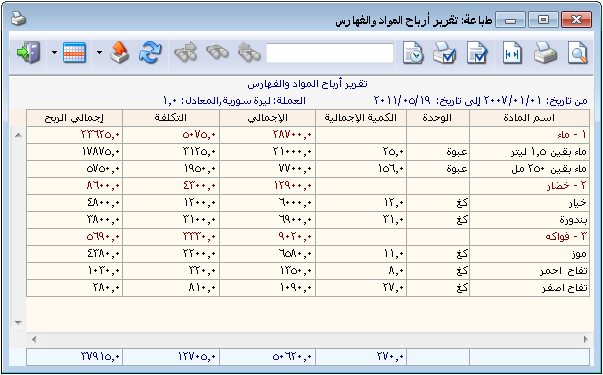 طباعة: تقرير أرباح المواد والفهارس
تقرير أرباح المواد والفهارس
من تاريخ: ٢٠٠٧/٠١/٠١ إلى تاريخ: ٢٠١١/٠٥/١٩ العملة: ليرة سورية,المعادل: ١,٠
اسم المادة الوحدة الكمية الإجمالية الإجمالي التكلفة إجمالي الربح
١ - ماء ٢٨٧٠٠,٠ ٥٠٧٥,٠ ٢٣٦٢٥,٠
ماء بقين ١,٥ ليتر عبوة ٢٥,٠ ٢١٠٠٠,٠ ٣١٢٥,٠ ١٧٨٧٥,٠
ماء بقين ٢٥٠ مل عبوة ١٥٦,٠ ٧٧٠٠,٠ ١٩٥٠,٠ ٥٧٥٠,٠
٢ - خضار ١٢٩٠٠,٠ ٤٣٠٠,٠ ٨٦٠٠,٠
خيار كغ ١٢,٠ ٦٠٠٠,٠ ١٢٠٠,٠ ٤٨٠٠,٠
بندورة كغ ٣١,٠ ٦٩٠٠,٠ ٣١٠٠,٠ ٣٨٠٠,٠
٣ - فواكه ٩٠٢٠,٠ ٣٣٣٠,٠ ٥٦٩٠,٠
موز كغ ١١,٠ ٦٥٨٠,٠ ٢٢٠٠,٠ ٤٣٨٠,٠
تفاح احمر كغ ٨,٠ ١٣٥٠,٠ ٣٢٠,٠ ١٠٣٠,٠
تفاح اصفر كغ ٢٧,٠ ١٠٩٠,٠ ٨١٠,٠ ٢٨٠,٠
٢٧٠,٠ ٥٠٦٢٠,٠ ١٢٧٠٥,٠ ٣٧٩١٥,٠